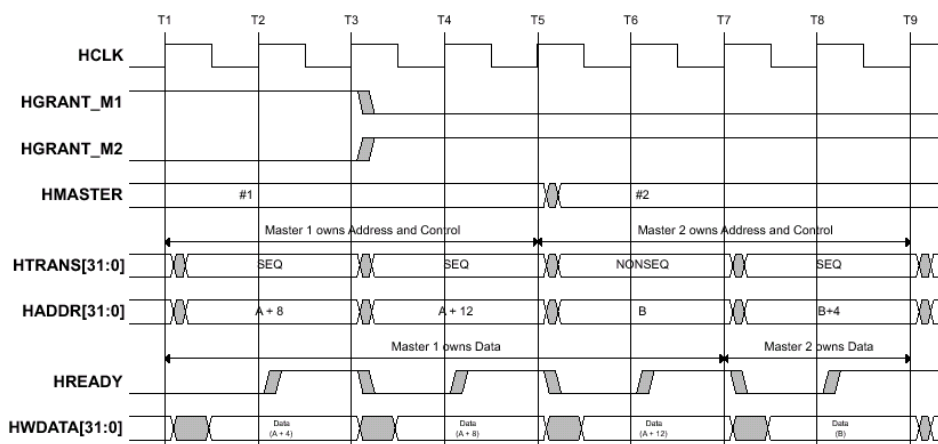 T1 T2 T3 T4 T5 T6 T7 T8 T9
HCLK
HGRANT_M1
HGRANT_M2
HMASTER #1 #2
Master 1 owns Address and Control Master 2 owns Address and Control
HTRANS[31:0] SEQ SEQ NONSEQ SEQ
HADDR[31:0] A + 8 A + 12 B B+4
Master 1 owns Data Master 2 owns Data
HREADY
HWDATA[31:0] Data Data Data Data
(A + 4) (A + 8) (A + 12) (B)